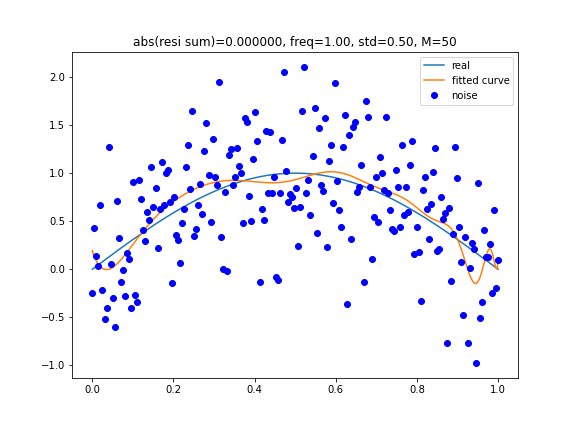 abs(resi sum)=0.000000, freq=1.00, std=0.50, M=50
real
fitted curve
noise
2.0
1.5
1.0
0.5
0.0
−0.5
−1.0
0.0 0.2 0.4 0.6 0.8 1.0